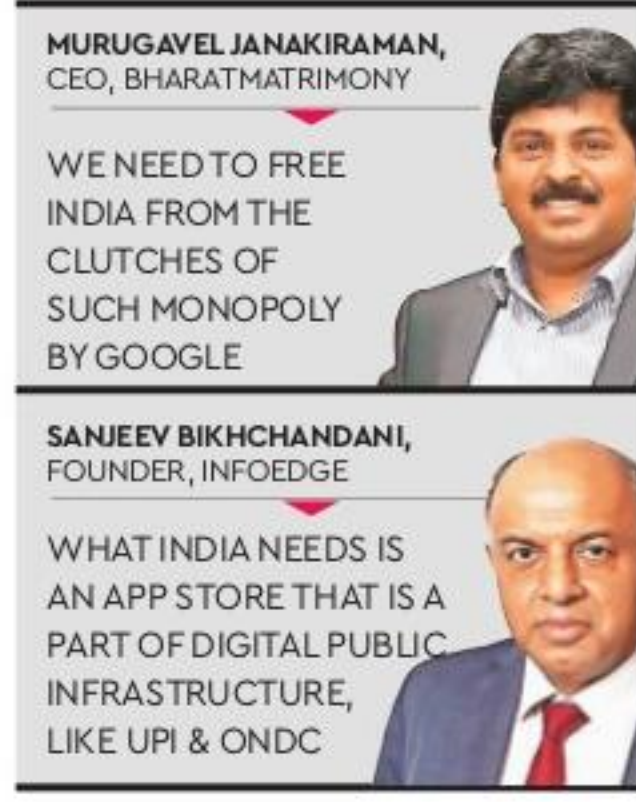 MURUGAVEL JANAKIRAMAN,
CEO, BHARATMATRIMONY
WE NEED TO FREE
INDIA FROM THE
CLUTCHES OF
SUCH MONOPOLY
BY GOOGLE
SANJEEV BIKHCHANDANI,
FOUNDER, INFOEDGE
WHAT INDIA NEEDS IS
AN APP STORE THAT IS A
PART OF DIGITAL PUBLIC
INFRASTRUCTURE,
LIKE UPI & ONDC